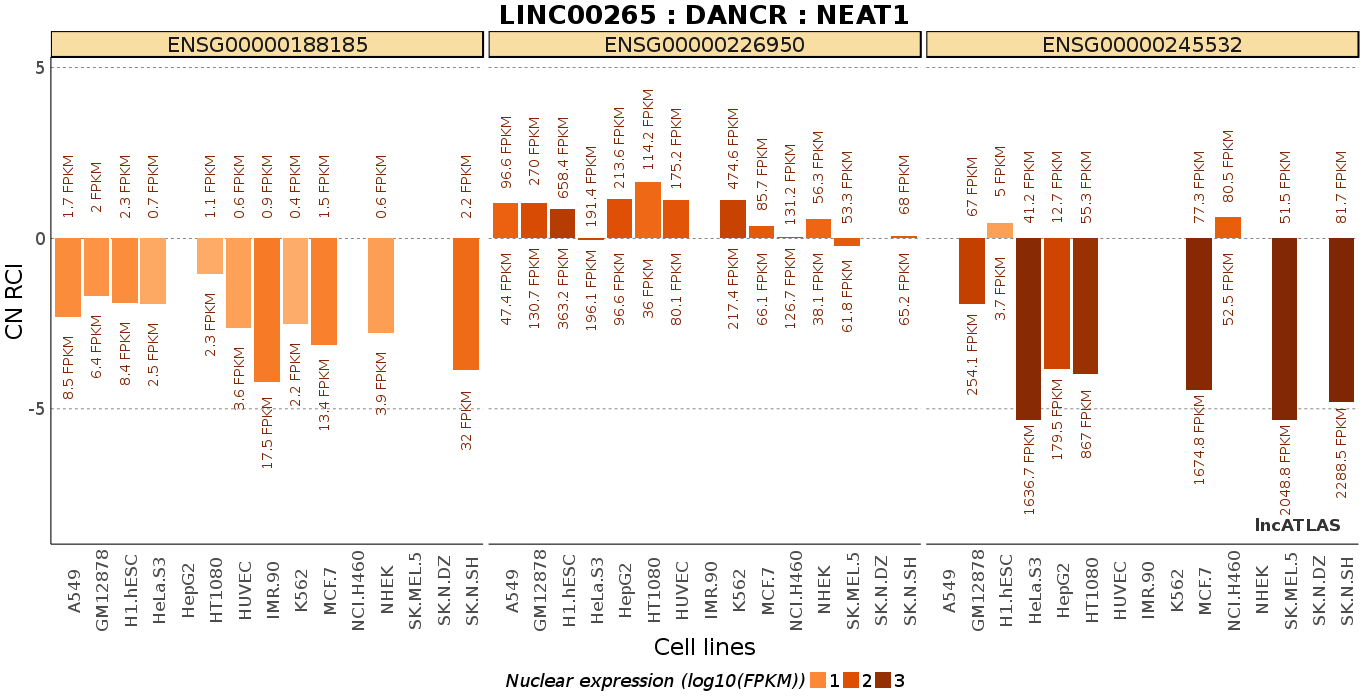 LINC00265 : DANCR : NEAT1
ENSG00000188185 ENSG00000226950 ENSG00000245532
CN RCI
5
0
-5
1.7 FPKM 2 FPKM 2.3 FPKM 0.7 FPKM 1.1 FPKM 0.6 FPKM 0.9 FPKM 0.4 FPKM 1.5 FPKM 0.6 FPKM 2.2 FPKM
8.5 FPKM 6.4 FPKM 8.4 FPKM 2.5 FPKM 2.3 FPKM 3.6 FPKM 17.5 FPKM 2.2 FPKM 13.4 FPKM 3.9 FPKM 32 FPKM
96.6 FPKM 270 FPKM 658.4 FPKM 191.4 FPKM 213.6 FPKM 114.2 FPKM 175.2 FPKM 474.6 FPKM 85.7 FPKM 131.2 FPKM 56.3 FPKM 53.3 FPKM 68 FPKM
47.4 FPKM 130.7 FPKM 363.2 FPKM 196.1 FPKM 96.6 FPKM 36 FPKM 80.1 FPKM 217.4 FPKM 66.1 FPKM 126.7 FPKM 38.1 FPKM 61.8 FPKM 65.2 FPKM
67 FPKM 5 FPKM 41.2 FPKM 12.7 FPKM 55.3 FPKM 77.3 FPKM 80.5 FPKM 51.5 FPKM 81.7 FPKM
254.1 FPKM 3.7 FPKM 1636.7 FPKM 179.5 FPKM 867 FPKM 1674.8 FPKM 52.5 FPKM 2048.8 FPKM 2288.5 FPKM
lncATLAS
A549 GM12878 H1.hESC HeLa.S3 HepG2 HT1080 HUVEC IMR.90 K562 MCF.7 NCI.H460 NHEK SK.MEL.5 SK.N.DZ SK.N.SH
A549 GM12878 H1.hESC HeLa.S3 HepG2 HT1080 HUVEC IMR.90 K562 MCF.7 NCI.H460 NHEK SK.MEL.5 SK.N.DZ SK.N.SH
A549 GM12878 H1.hESC HeLa.S3 HepG2 HT1080 HUVEC IMR.90 K562 MCF.7 NCI.H460 NHEK SK.MEL.5 SK.N.DZ SK.N.SH
Cell lines
Nuclear expression (log10(FPKM)) 1 2 3